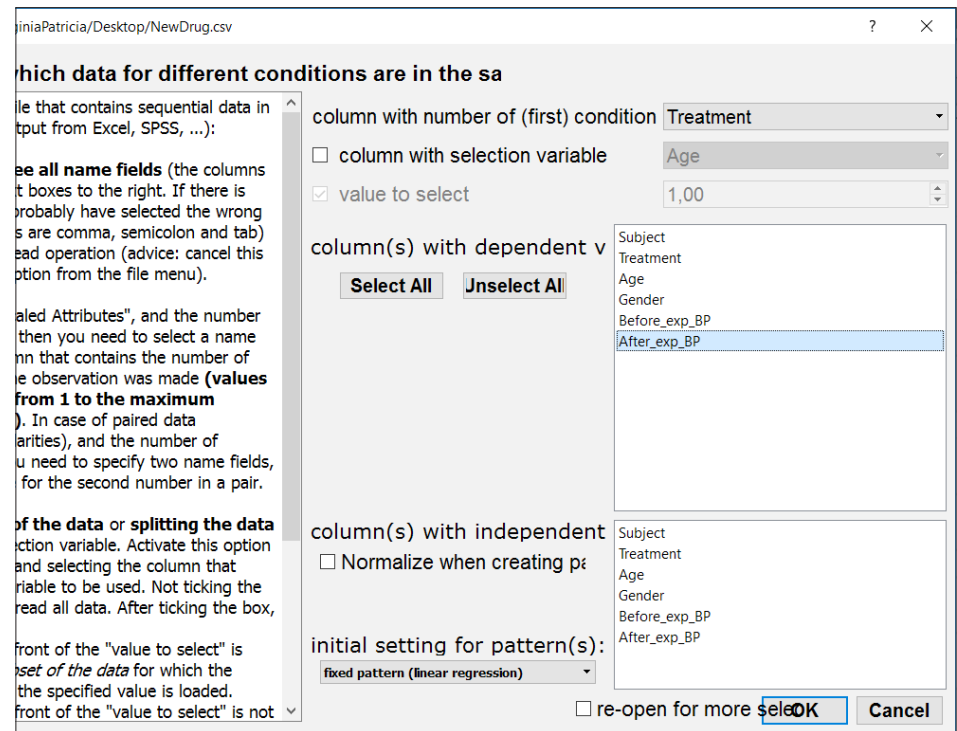 giniaPatricia/Desktop/NewDrug.csv
? ×
which data for different conditions are in the sa
ile that contains sequential data in
tput from Excel, SPSS, ...):
ee all name fields (the columns
t boxes to the right. If there is
probably have selected the wrong
s are comma, semicolon and tab)
ead operation (advice: cancel this
ption from the file menu).
aled Attributes", and the number
then you need to select a name
mn that contains the number of
e observation was made (values
from 1 to the maximum
). In case of paired data
arities), and the number of
u need to specify two name fields,
for the second number in a pair.
of the data or splitting the data
ection variable. Activate this option
and selecting the column that
riable to be used. Not ticking the
read all data. After ticking the box,
front of the "value to select" is
set of the data for which the
the specified value is loaded.
front of the "value to select" is not
column with number of (first) condition Treatment
column with selection variable Age
value to select 1,00
column(s) with dependent v
Select All Unselect All
Subject
Treatment
Age
Gender
Before_exp_BP
After_exp_BP
column(s) with independent
Normalize when creating pa
initial setting for pattern(s):
fixed pattern (linear regression)
Subject
Treatment
Age
Gender
Before_exp_BP
After_exp_BP
re-open for more selec
OK Cancel